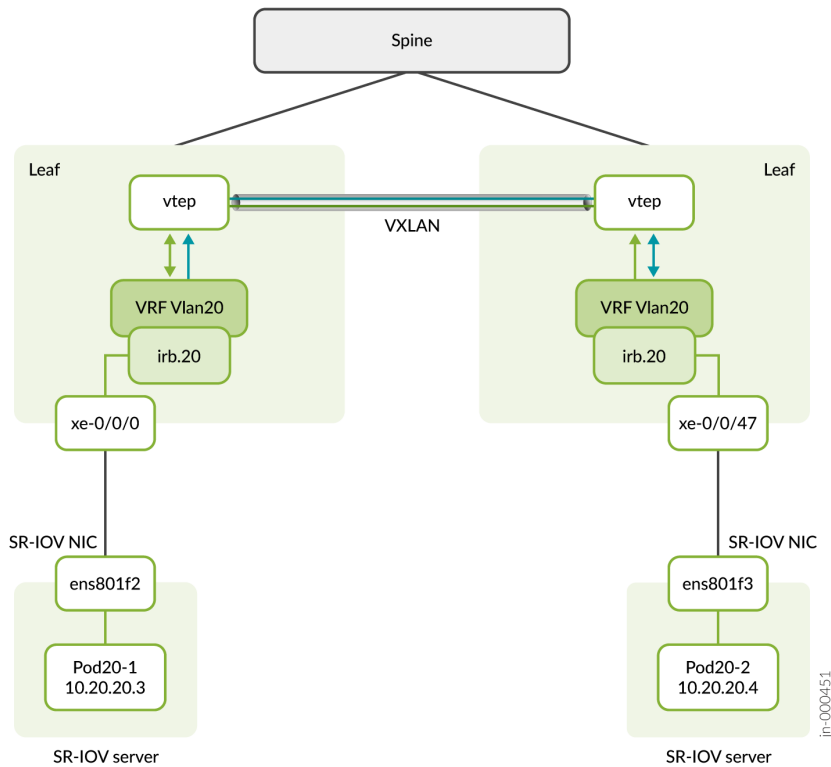 Spine
Leaf
Leaf
vtep
vtep
VXLAN
VRF Vlan20
VRF Vlan20
irb.20
irb.20
xe-0/0/0
xe-0/0/47
SR-IOV NIC
SR-IOV NIC
ens801f2
ens801f3
Pod20-1
10.20.20.3
Pod20-2
10.20.20.4
in-000451
SR-IOV server
SR-IOV server